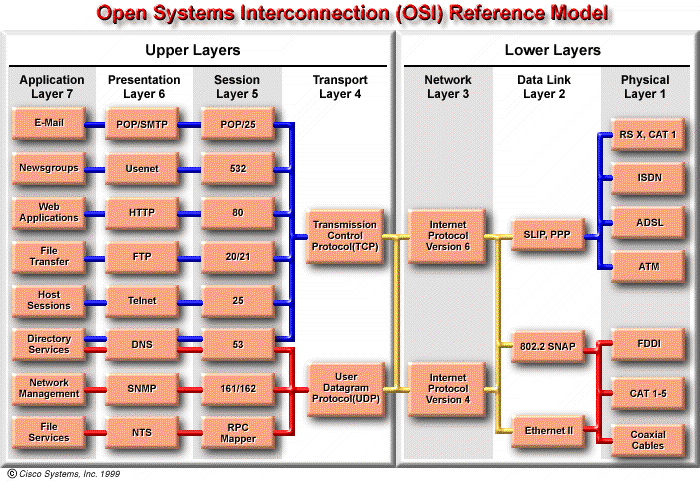 Open Systems Interconnection (OSI) Reference Model
Upper Layers
Lower Layers
Application
Layer 7
Presentation
Layer 6
Session
Layer 5
Transport
Layer 4
Network
Layer 3
Data Link
Layer 2
Physical
Layer 1
E-Mail
POP/SMTP
POP/25
Newsgroups
Usenet
532
Web
Applications
HTTP
80
File
Transfer
FTP
20/21
Host
Sessions
Telnet
25
Directory
Services
DNS
53
Network
Management
SNMP
161/162
File
Services
NTS
RPC
Mapper
Transmission
Control
Protocol(TCP)
User
Datagram
Protocol(UDP)
Internet
Protocol
Version 6
Internet
Protocol
Version 4
SLIP, PPP
802.2 SNAP
Ethernet II
RS X, CAT 1
ISDN
ADSL
ATM
FDDI
CAT 1-5
Coaxial
Cables
© Cisco Systems, Inc. 1999